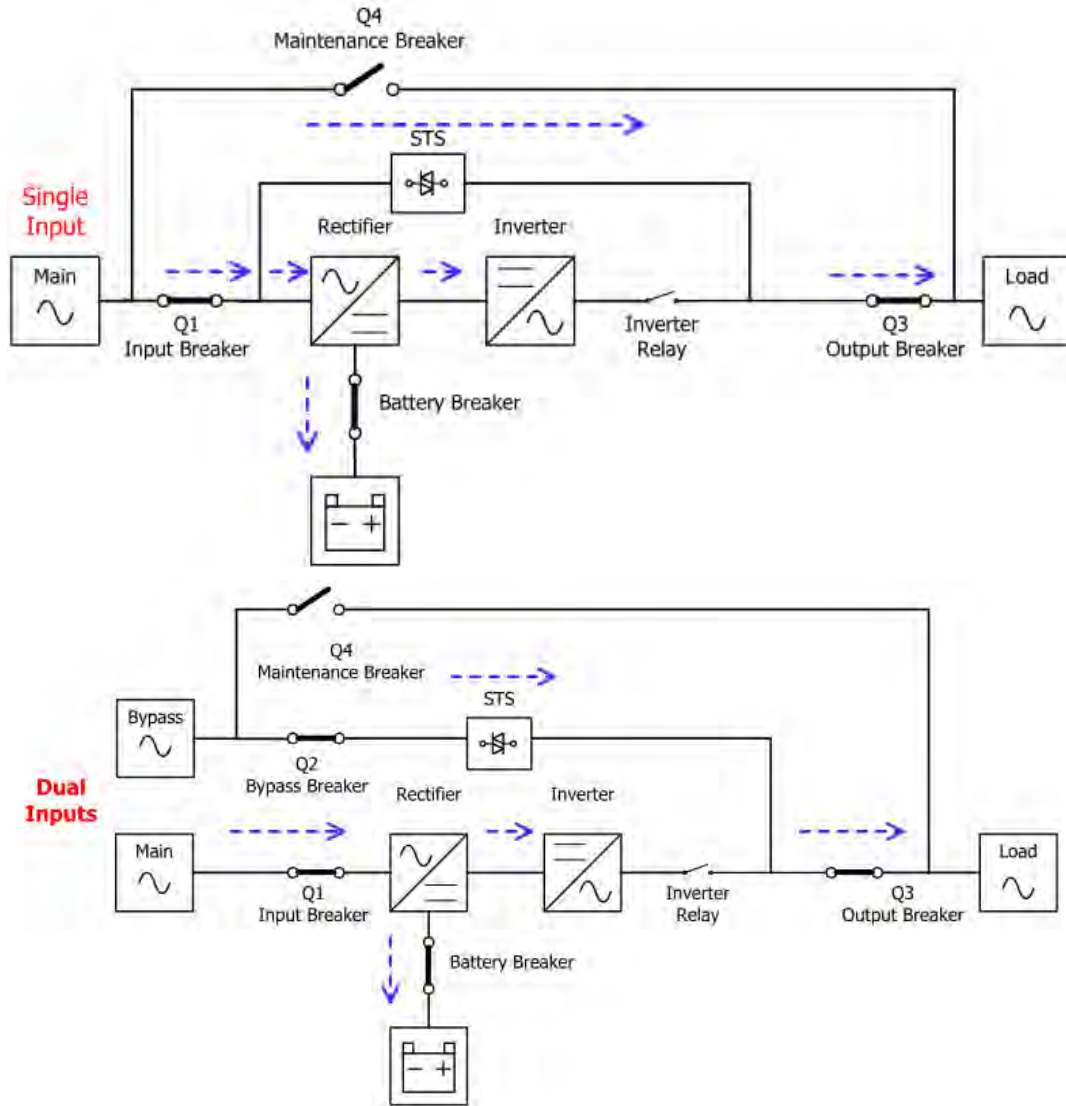 Q4
Maintenance Breaker
STS
Single
Input
Rectifier
Inverter
Main
Load
Q1
Input Breaker
Inverter
Relay
Q3
Output Breaker
Battery Breaker
- +
Q4
Maintenance Breaker
STS
Bypass
Q2
Bypass Breaker
Dual
Inputs
Rectifier
Inverter
Main
Load
Q1
Input Breaker
Inverter
Relay
Q3
Output Breaker
Battery Breaker
- +